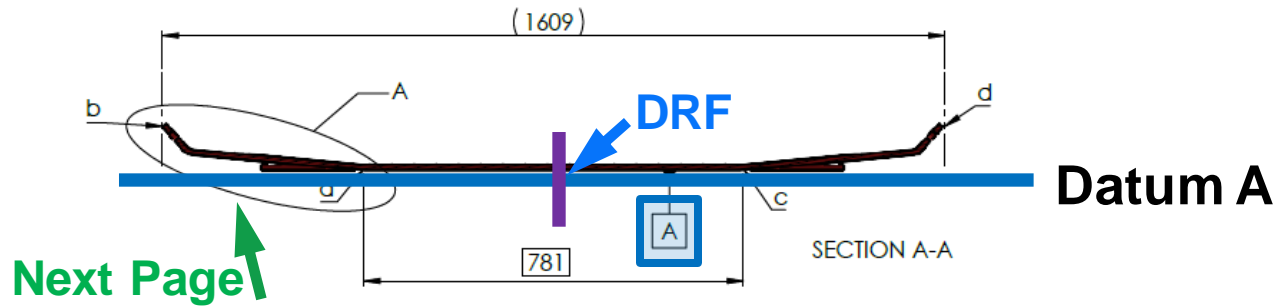 (1609)
b
A
DRF
d
a
c
Datum A
A
781
SECTION A-A
Next Page